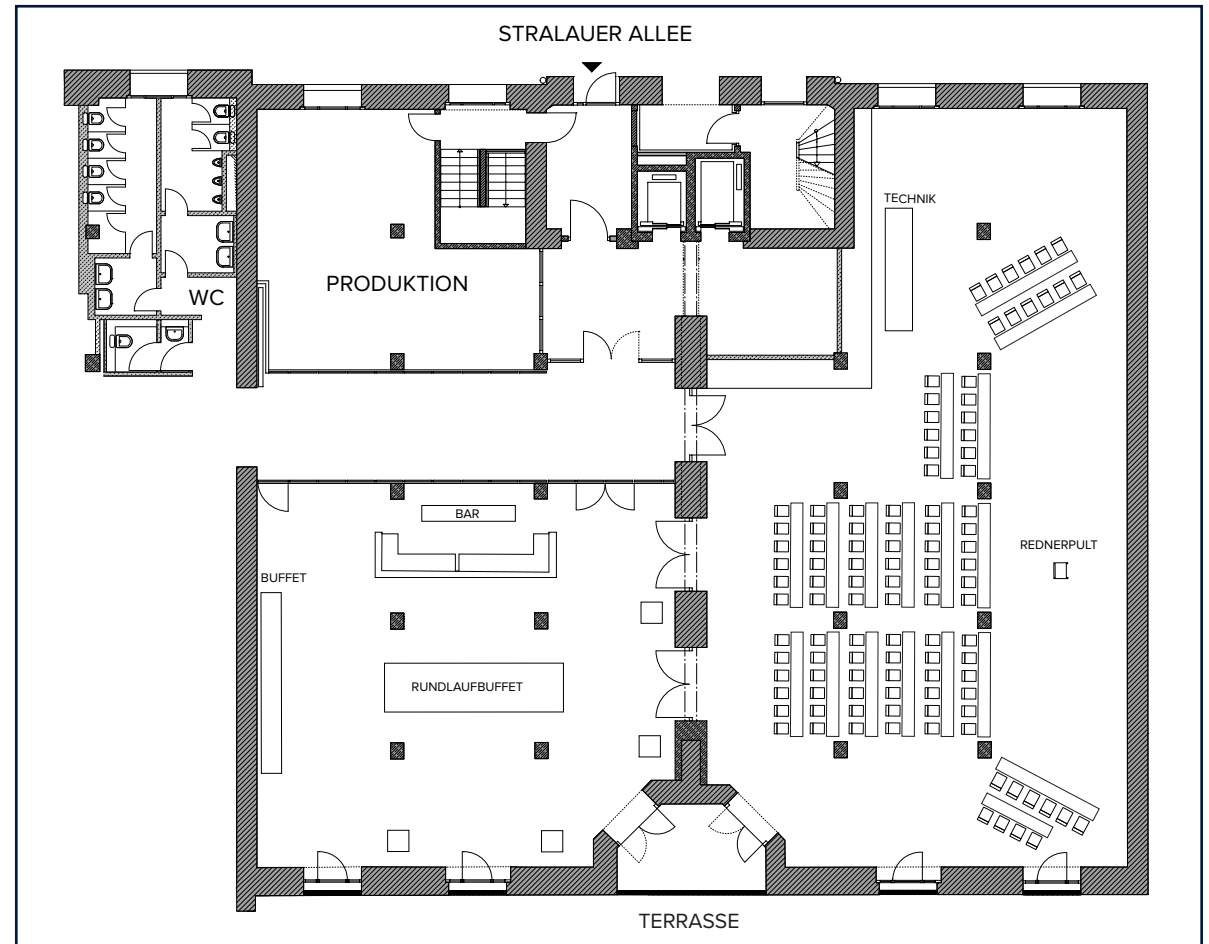 STRALAUER ALLEE
TECHNIK
PRODUKTION
WC
BAR
REDNERPULT
BUFFET
RUNDLAUFBUFFET
TERRASSE